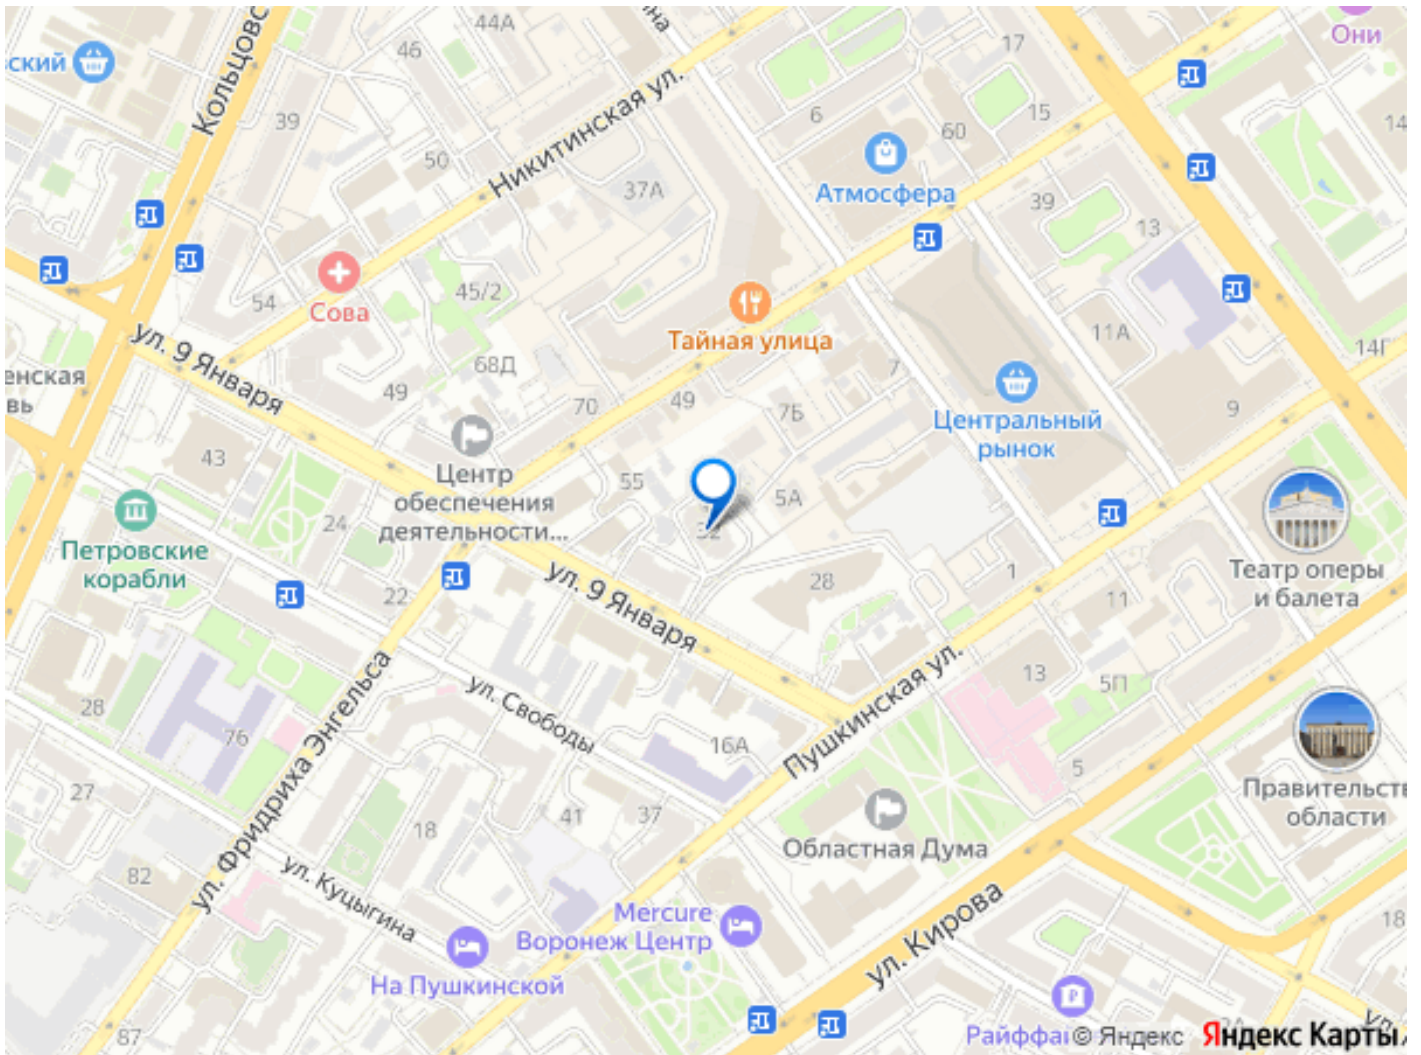 44А
ина
Они
46
17
ский
Кольцовс
39
15
14
6
60
50
Никитинская ул.
37А
Атмосфера
39
13
54
Сова
45/2
Тайная улица
11А
14Г
ул. 9 Января
68Д
7
енская
вь
49
70
49
7Б
Центральный
рынок
9
43
Центр
обеспечения
деятельности...
55
5А
24
32
Петровские
корабли
Театр оперы
и балета
22
ул. 9 Января
28
1
11
28
76
ул. Свободы
16А
Пушкинская ул.
13
5П
5
Правительств
области
27
ул. Фридриха Энгельса
18
41
37
Областная Дума
82
ул. Куцыгина
Mercure
Воронеж Центр
ул. Кирова
18
На Пушкинской
87
Райффай
© Яндекс
Яндекс Карты